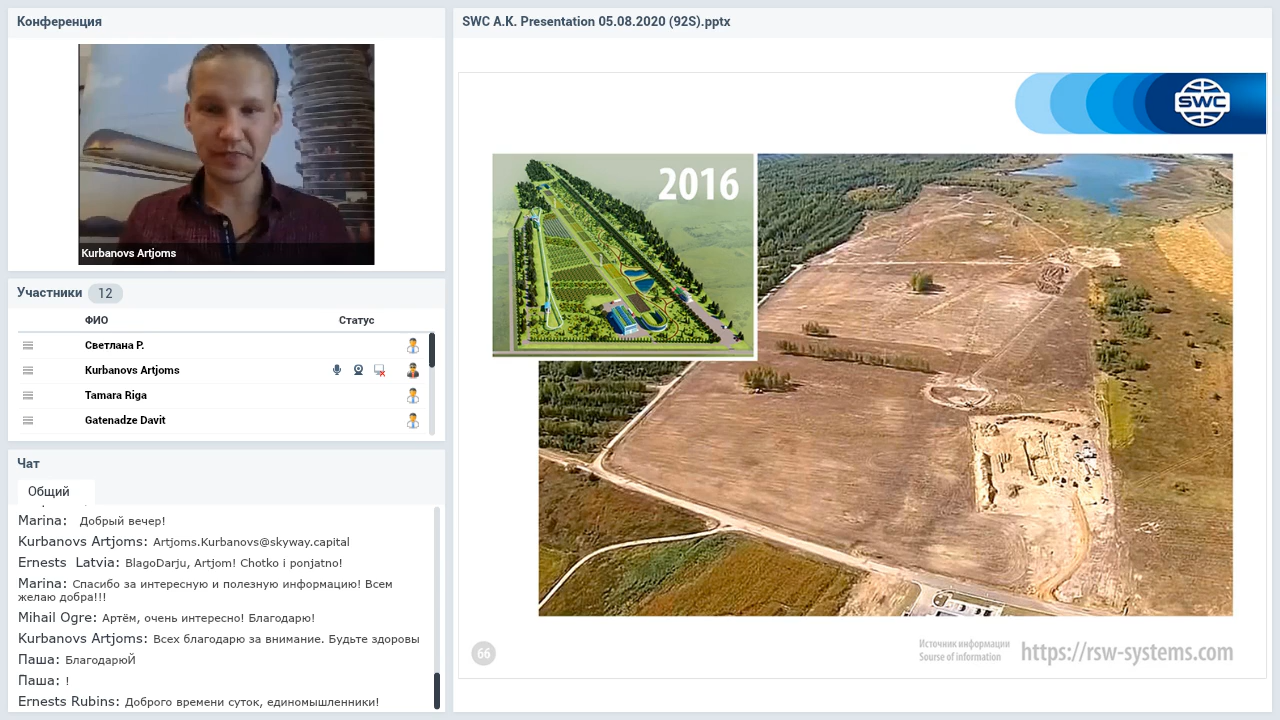 Конференция
Kurbanovs Artjoms
Участники 12
ФИО Статус
Светлана Р.
Kurbanovs Artjoms
Tamara Riga
Gatenadze Davit
Чат
Общий
Marina: Добрый вечер!
Kurbanovs Artjoms: Artjoms.Kurbanovs@skyway.capital
Ernests Latvia: BlagoDarju, Artjom! Chotko i ponjatno!
Marina: Спасибо за интересную и полезную информацию! Всем
желаю добра!!!
Mihail Ogre: Артём, очень интересно! Благодарю!
Kurbanovs Artjoms: Всех благодарю за внимание. Будьте здоровы
Паша: БлагодарюЙ
Паша: !
Ernests Rubins: Доброго времени суток, единомышленники!
SWC A.K. Presentation 05.08.2020 (92S).pptx
SWC
2016
66
Источник информации
Sourse of information
https://rsw-systems.com